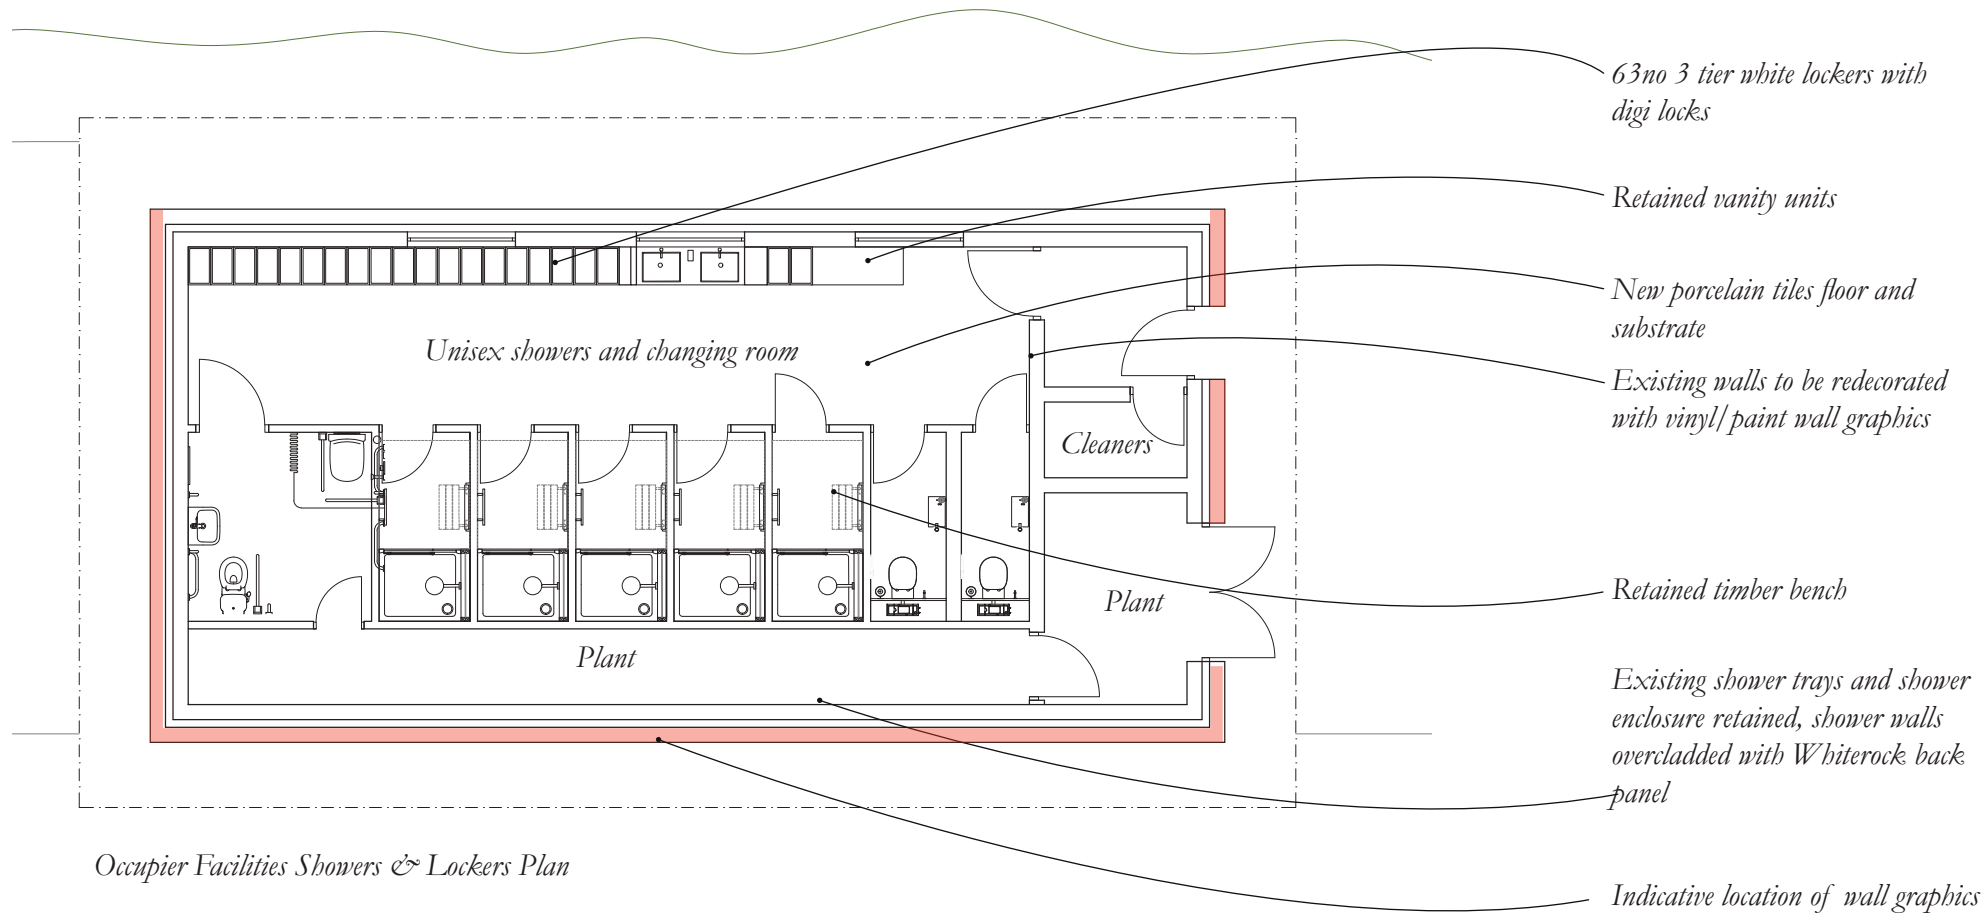 63no 3 tier white lockers with
digi locks
Retained vanity units
New porcelain tiles floor and
substrate
Existing walls to be redecorated
with vinyl/paint wall graphics
Unisex showers and changing room
Cleaners
Plant
Plant
Retained timber bench
Existing shower trays and shower
enclosure retained, shower walls
overcladded with Whiterock back
panel
Occupier Facilities Showers & Lockers Plan
Indicative location of wall graphics